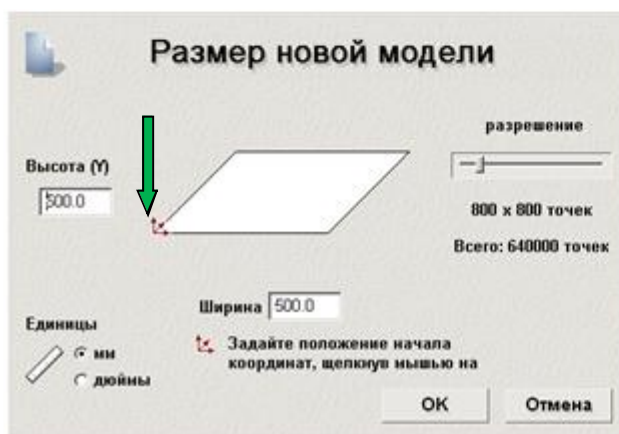 Размер новой модели
разрешение
Высота (Y)
500.0
800 x 800 точек
Всего: 640000 точек
Ширина 500.0
Единицы
мм
дюймы
Задайте положение начала
координат, щелкнув мышью на
OK
Отмена